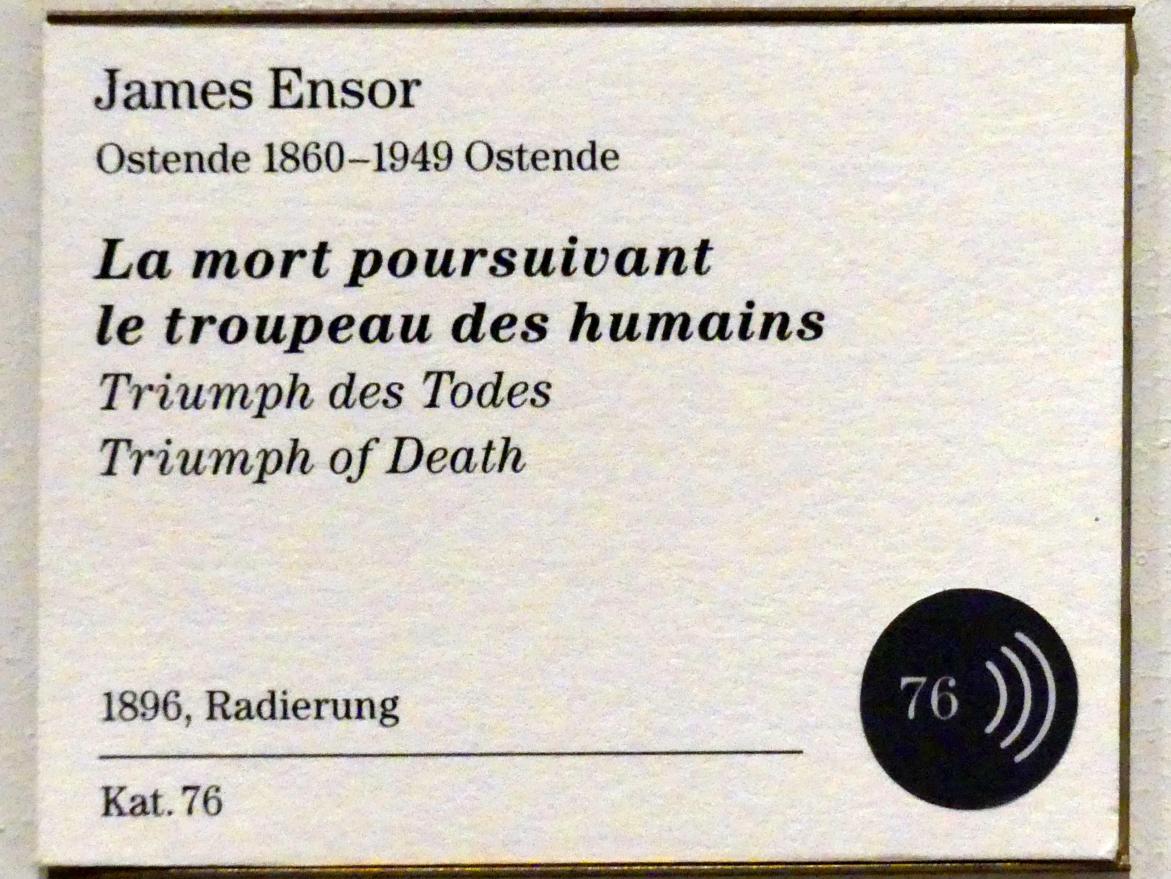 James Ensor
Ostende 1860–1949 Ostende
La mort poursuivant
le troupeau des humains
Triumph des Todes
Triumph of Death
1896, Radierung
76
Kat. 76